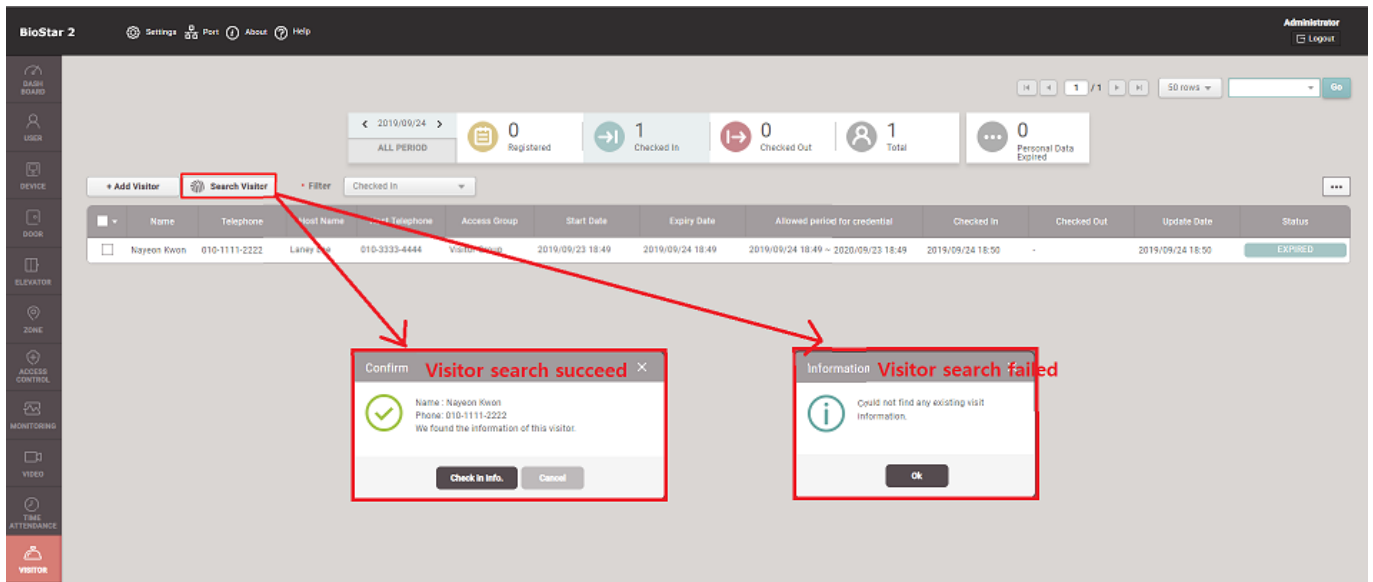 BioStar 2
Settings Port About Help
Administrator
Logout
DASH
BOARD
USER
DEVICE
DOOR
ELEVATOR
ZONE
ACCESS
CONTROL
MONITORING
VIDEO
TIME
ATTENDANCE
VISITOR
1 / 1 50 rows Go
2019/09/24
ALL PERIOD
0
Registered
1
Checked In
0
Checked Out
1
Total
0
Personal Data
Expired
+ Add Visitor Search Visitor • Filter Checked In
Name Telephone Host Name Host Telephone Access Group Start Date Expiry Date Allowed period for credential Checked In Checked Out Update Date Status
Nayeon Kwon 010-1111-2222 Laney Lee 010-3333-4444 Visitor Group 2019/09/23 18:49 2019/09/24 18:49 2019/09/24 18:49 ~ 2020/09/23 18:49 2019/09/24 18:50 - 2019/09/24 18:50 EXPIRED
Confirm Visitor search succeed
Name : Nayeon Kwon
Phone: 010-1111-2222
We found the information of this visitor.
Check In Info. Cancel
Information Visitor search failed
Could not find any existing visit
information.
Ok